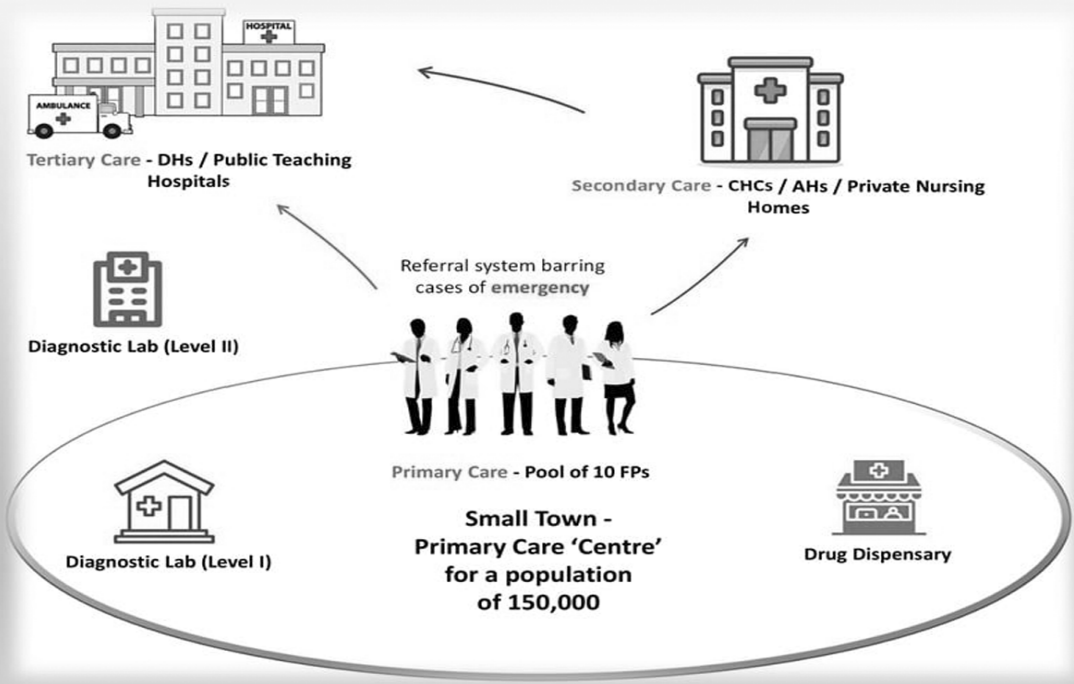 HOSPITAL
AMBULANCE
Tertiary Care - DHs / Public Teaching
Hospitals
Secondary Care - CHCs / AHs / Private Nursing
Homes
Referral system barring
cases of emergency
Diagnostic Lab (Level II)
Primary Care - Pool of 10 FPs
Small Town -
Primary Care ‘Centre’
for a population
of 150,000
Diagnostic Lab (Level I)
Drug Dispensary